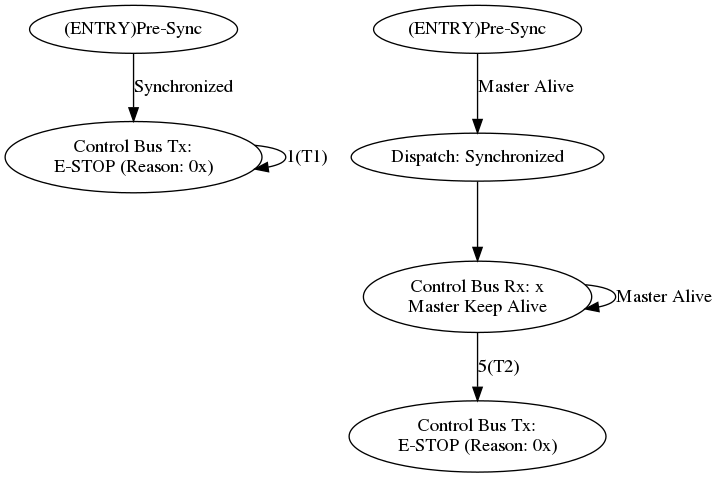 (ENTRY)Pre-Sync
Synchronized
Control Bus Tx:
E-STOP (Reason: 0x)
1(T1)
(ENTRY)Pre-Sync
Master Alive
Dispatch: Synchronized
Control Bus Rx: x
Master Keep Alive
Master Alive
5(T2)
Control Bus Tx:
E-STOP (Reason: 0x)